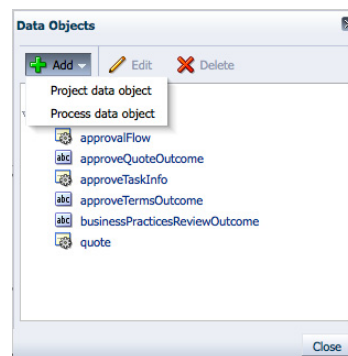 Data Objects
Add Edit Delete
Project data object
Process data object
approvalFlow
abc approveQuoteOutcome
approveTaskInfo
abc approveTermsOutcome
abc businessPracticesReviewOutcome
quote
Close